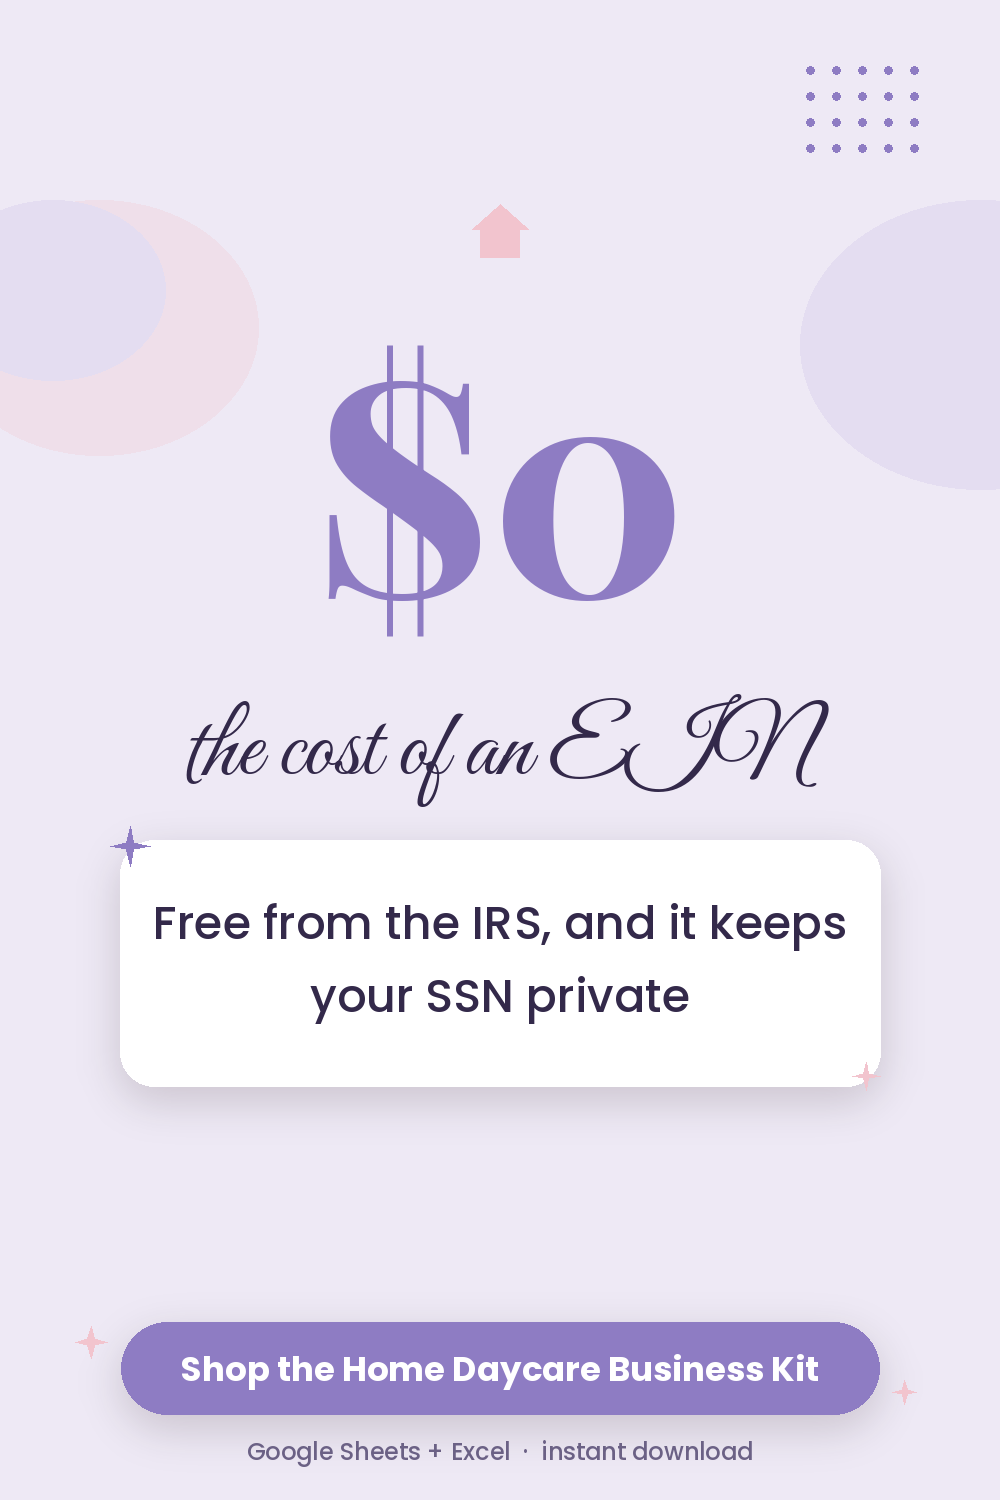 $0
the cost of an EIN
Free from the IRS, and it keeps
your SSN private
Shop the Home Daycare Business Kit
Google Sheets + Excel · instant download